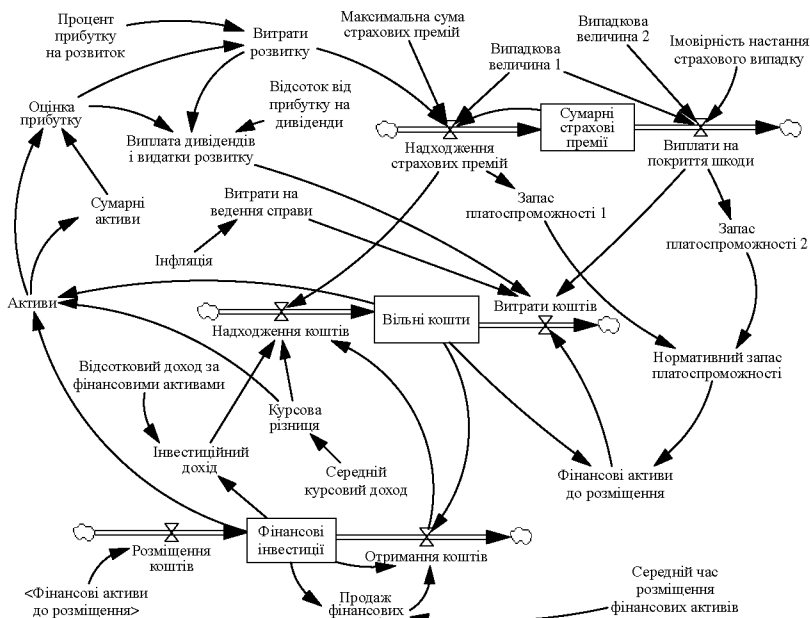 Процент
прибутку
на розвиток
Витрати
розвитку
Максимальна сума
страхових премій
Випадкова
величина 1
Випадкова
величина 2
Імовірність настання
страхового випадку
Оцінка
прибутку
Виплата дивідендів
і видатки розвитку
Відсоток від
прибутку на
дивіденди
Надходження
страхових премій
Сумарні
страхові
премії
Виплати на
покриття шкоди
Сумарні
активи
Витрати на
ведення справи
Інфляція
Запас
платоспроможності 1
Запас
платоспроможності 2
Активи
Надходження коштів
Вільні кошти
Витрати коштів
Нормативний запас
платоспроможності
Відсотковий доход за
фінансовими активами
Курсова
різниця
Інвестиційний
дохід
Середній
курсовий доход
Фінансові активи
до розміщення
Розміщення
коштів
Фінансові
інвестиції
Отримання коштів
<Фінансові активи
до розміщення>
Продаж
фінансових
Середній час
розміщення
фінансових активів